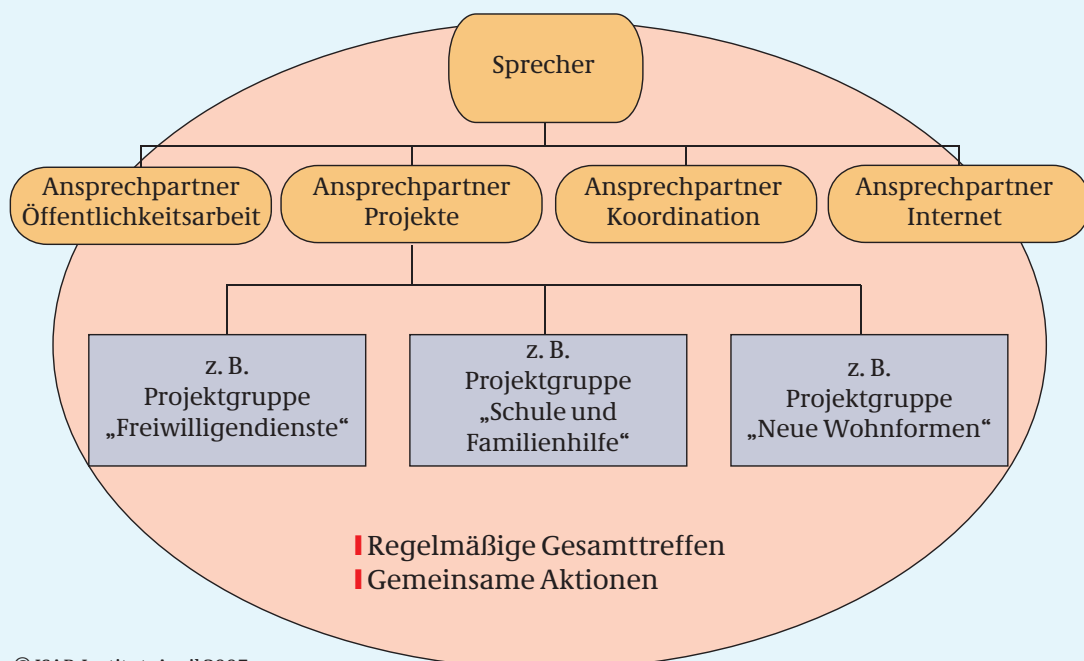 Sprecher
Ansprechpartner
Öffentlichkeitsarbeit
Ansprechpartner
Projekte
Ansprechpartner
Koordination
Ansprechpartner
Internet
z. B.
Projektgruppe
„Freiwilligendienste“
z. B.
Projektgruppe
„Schule und
Familienhilfe“
z. B.
Projektgruppe
„Neue Wohnformen“
Regelmäßige Gesamttreffen
Gemeinsame Aktionen